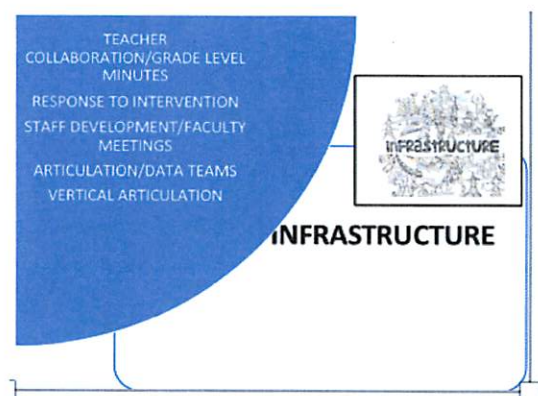 TEACHER
COLLABORATION/GRADE LEVEL
MINUTES
RESPONSE TO INTERVENTION
STAFF DEVELOPMENT/FACULTY
MEETINGS
ARTICULATION/DATA TEAMS
VERTICAL ARTICULATION
INFRASTRUCTURE
INFRASTRUCTURE